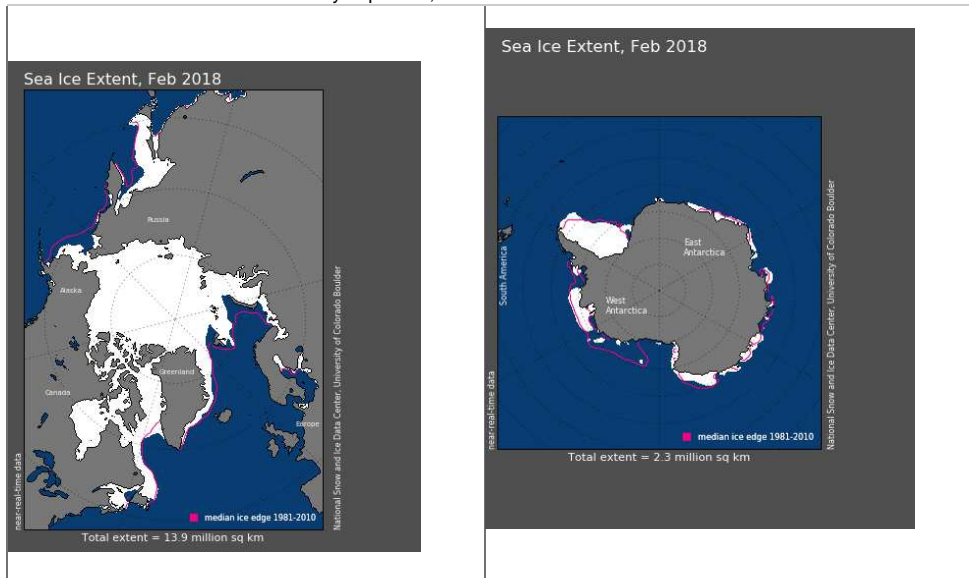 Sea Ice Extent, Feb 2018
Russia
Alaska
Greenland
Canada
Europe
near-real-time data
National Snow and Ice Data Center, University of Colorado Boulder
median ice edge 1981-2010
Total extent = 13.9 million sq km
Sea Ice Extent, Feb 2018
East
Antarctica
West
Antarctica
South America
near-real-time data
National Snow and Ice Data Center, University of Colorado Boulder
median ice edge 1981-2010
Total extent = 2.3 million sq km